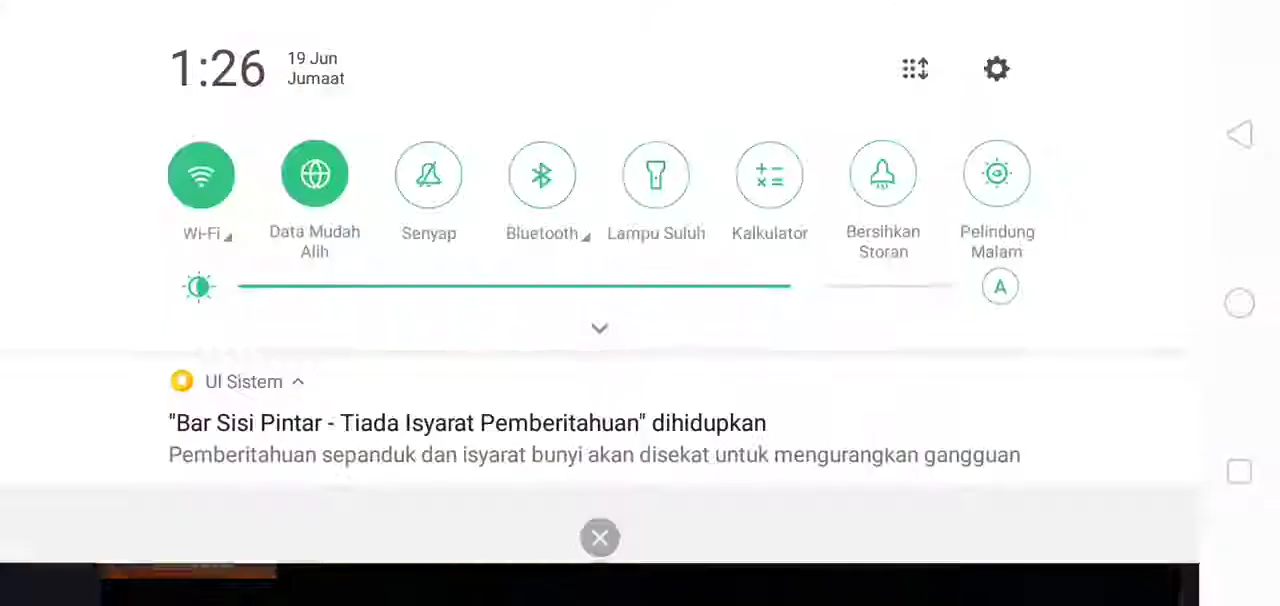 1:26
19 Jun
Jumaat
Wi-Fi
Data Mudah
Alih
Senyap
Bluetooth
Lampu Suluh
Kalkulator
Bersihkan
Storan
Pelindung
Malam
A
UI Sistem
"Bar Sisi Pintar - Tiada Isyarat Pemberitahuan" dihidupkan
Pemberitahuan sepanduk dan isyarat bunyi akan disekat untuk mengurangkan gangguan